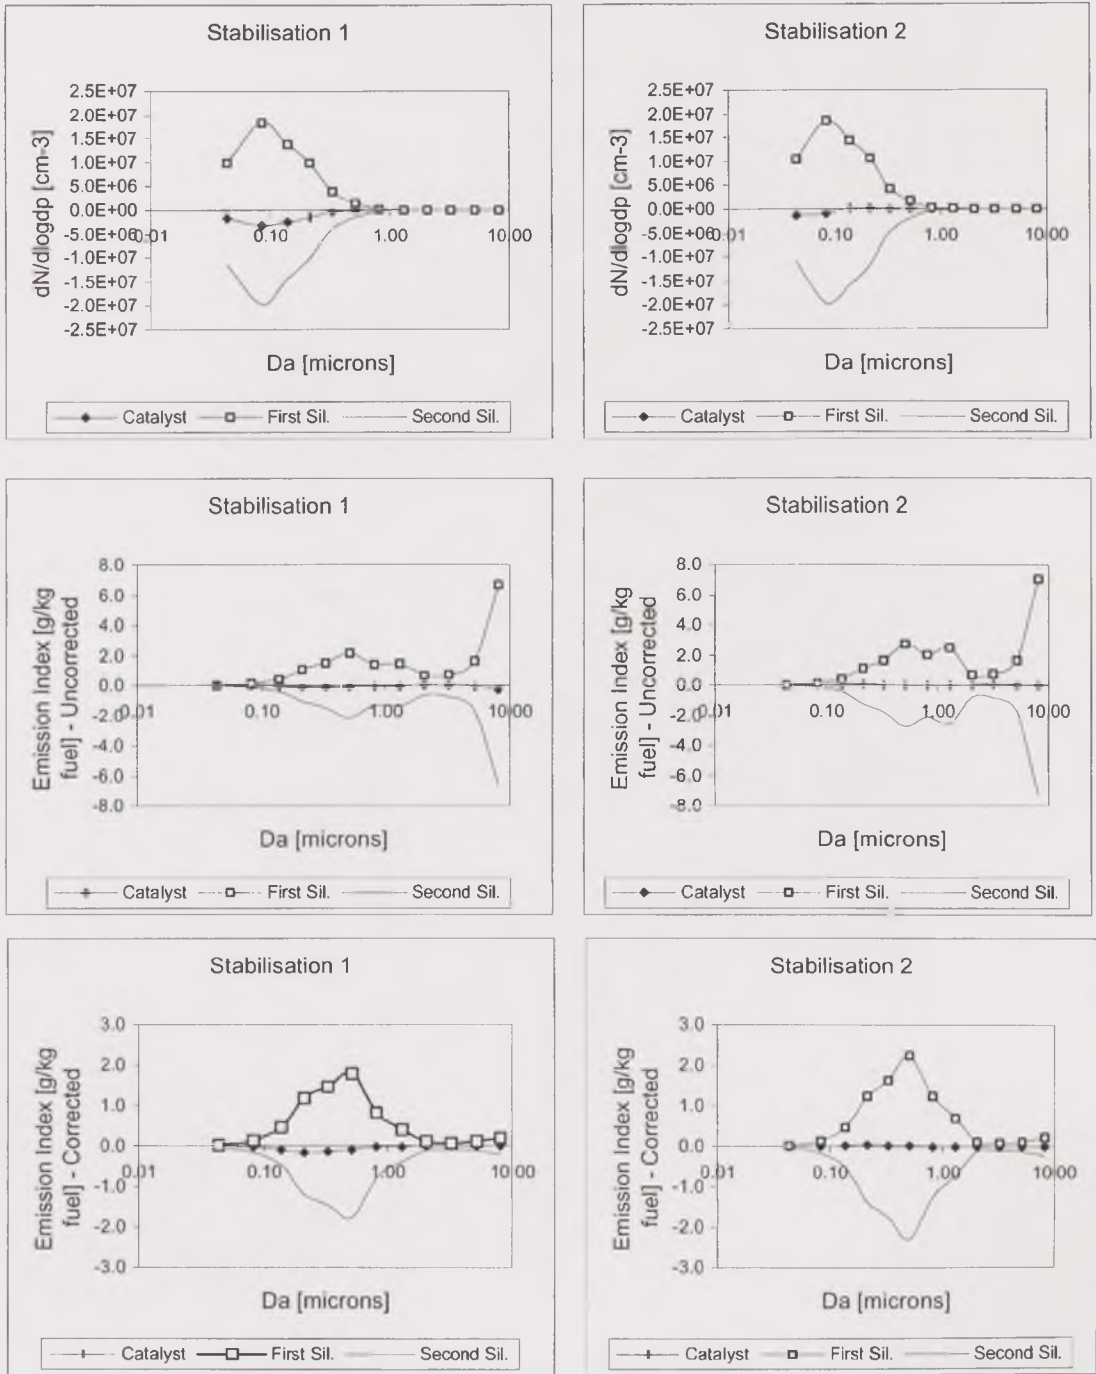 Stabilisation 1
dN/dlogdp [cm-3]
2.5E+07
2.0E+07
1.5E+07
1.0E+07
5.0E+06
0.0E+00
-5.0E+06
-1.0E+07
-1.5E+07
-2.0E+07
-2.5E+07
0.01 0.10 1.00 10.00
Da [microns]
Catalyst First Sil. Second Sil.
Stabilisation 2
dN/dlogdp [cm-3]
2.5E+07
2.0E+07
1.5E+07
1.0E+07
5.0E+06
0.0E+00
-5.0E+06
-1.0E+07
-1.5E+07
-2.0E+07
-2.5E+07
0.01 0.10 1.00 10.00
Da [microns]
Catalyst First Sil. Second Sil.
Stabilisation 1
Emission Index [g/kg
fuel] - Uncorrected
8.0
6.0
4.0
2.0
0.0
-2.0
-4.0
-6.0
-8.0
0.01 0.10 1.00 10.00
Da [microns]
Catalyst First Sil. Second Sil.
Stabilisation 2
Emission Index [g/kg
fuel] - Uncorrected
8.0
6.0
4.0
2.0
0.0
-2.0
-4.0
-6.0
-8.0
0.01 0.10 1.00 10.00
Da [microns]
Catalyst First Sil. Second Sil.
Stabilisation 1
Emission Index [g/kg
fuel] - Corrected
3.0
2.0
1.0
0.0
-1.0
-2.0
-3.0
0.01 0.10 1.00 10.00
Da [microns]
Catalyst First Sil. Second Sil.
Stabilisation 2
Emission Index [g/kg
fuel] - Corrected
3.0
2.0
1.0
0.0
-1.0
-2.0
-3.0
0.01 0.10 1.00 10.00
Da [microns]
Catalyst First Sil. Second Sil.